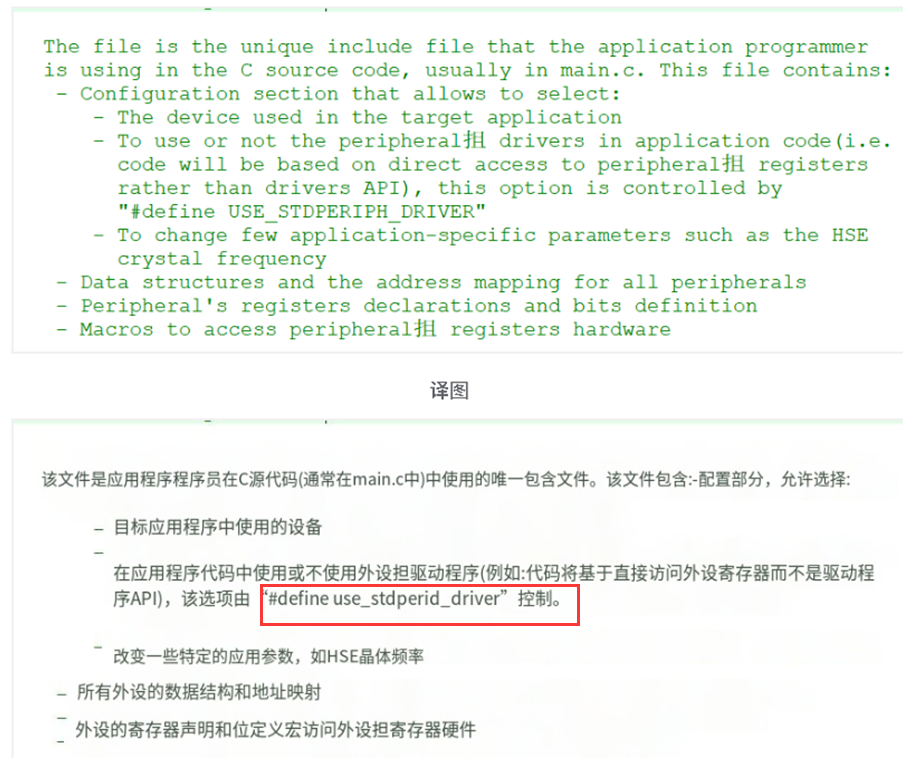 The file is the unique include file that the application programmer
is using in the C source code, usually in main.c. This file contains:
- Configuration section that allows to select:
- The device used in the target application
- To use or not the peripheral担 drivers in application code(i.e.
code will be based on direct access to peripheral担 registers
rather than drivers API), this option is controlled by
"#define USE_STDPERIPH_DRIVER"
- To change few application-specific parameters such as the HSE
crystal frequency
- Data structures and the address mapping for all peripherals
- Peripheral's registers declarations and bits definition
- Macros to access peripheral担 registers hardware
译图
该文件是应用程序程序员在C源代码(通常在main.c中)中使用的唯一包含文件。该文件包含:-配置部分，允许选择:
- 目标应用程序中使用的设备
-
在应用程序代码中使用或不使用外设担驱动程序(例如:代码将基于直接访问外设寄存器而不是驱动程
序API)，该选项由“#define use_stdperid_driver”控制。
- 改变一些特定的应用参数，如HSE晶体频率
- 所有外设的数据结构和地址映射
-
外设的寄存器声明和位定义宏访问外设担寄存器硬件
-